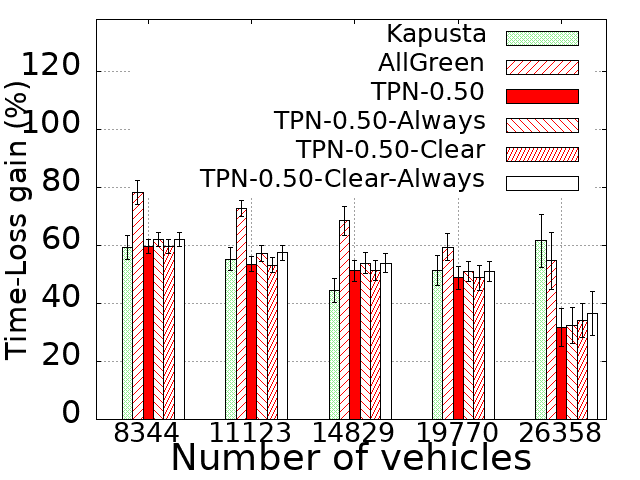 Kapusta
AllGreen
TPN-0.50
TPN-0.50-Always
TPN-0.50-Clear
TPN-0.50-Clear-Always
Time-Loss gain (%)
120
100
80
60
40
20
0
8344 11123 14829 19770 26358
Number of vehicles